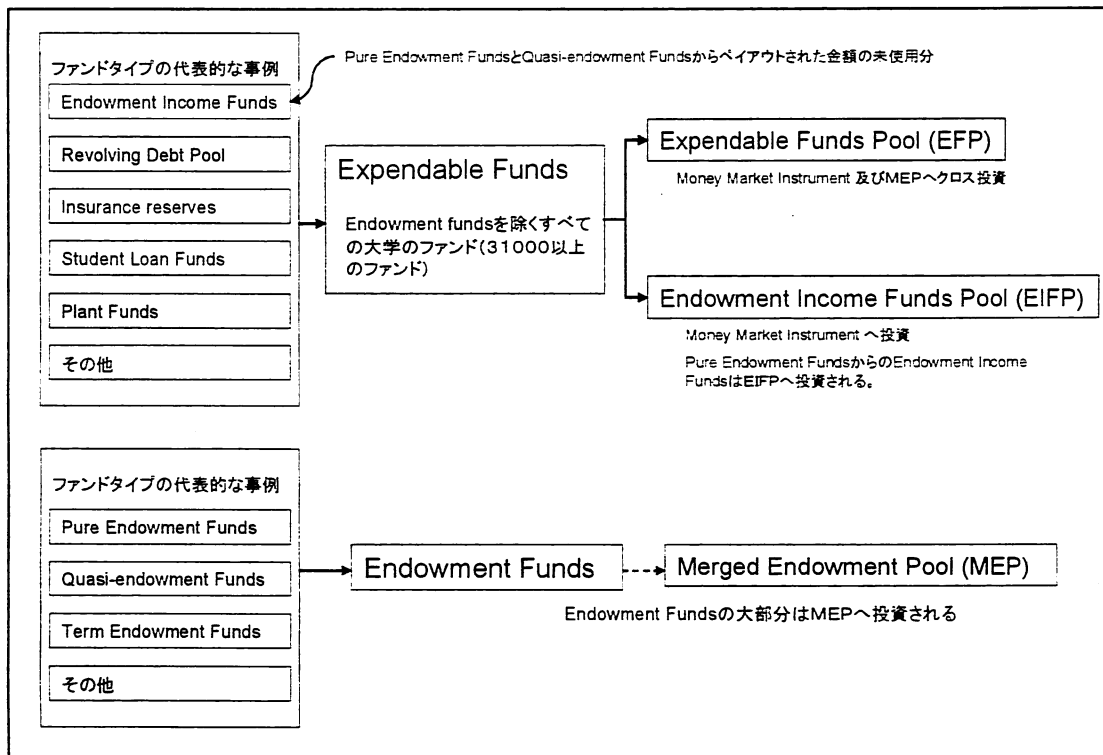 ファンドタイプの代表的な事例
Endowment Income Funds
Revolving Debt Pool
Insurance reserves
Student Loan Funds
Plant Funds
その他
Pure Endowment FundsとQuasi-endowment Fundsからペイアウトされた金額の未使用分
Expendable Funds
Endowment fundsを除くすべて
の大学のファンド(31000以上
のファンド)
Expendable Funds Pool (EFP)
Money Market Instrument 及びMEPへクロス投資
Endowment Income Funds Pool (EIFP)
Money Market Instrument へ投資
Pure Endowment FundsからのEndowment Income
FundsはEIFPへ投資される。
ファンドタイプの代表的な事例
Pure Endowment Funds
Quasi-endowment Funds
Term Endowment Funds
その他
Endowment Funds
Merged Endowment Pool (MEP)
Endowment Fundsの大部分はMEPへ投資される